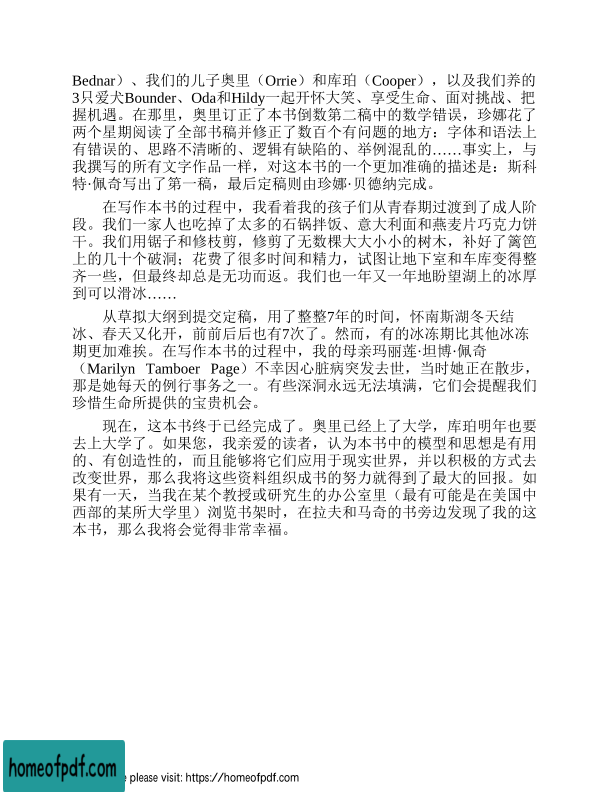 Bednar）、我们的儿子奥里（Orrie）和库珀（Cooper），以及我们养的
3只爱犬Bounder、Oda和Hildy一起开怀大笑、享受生命、面对挑战、把
握机遇。在那里，奥里订正了本书倒数第二稿中的数学错误，珍娜花了
两个星期阅读了全部书稿并修正了数百个有问题的地方：字体和语法上
有错误的、思路不清晰的、逻辑有缺陷的、举例混乱的……事实上，与
我撰写的所有文字作品一样，对这本书的一个更加准确的描述是：斯科
特·佩奇写出了第一稿，最后定稿则由珍娜·贝德纳完成。
在写作本书的过程中，我看着我的孩子们从青春期过渡到了成人阶
段。我们一家人也吃掉了太多的石锅拌饭、意大利面和燕麦片巧克力饼
干。我们用锯子和修枝剪，修剪了无数棵大大小小的树木，补好了篱笆
上的几十个破洞；花费了很多时间和精力，试图让地下室和车库变得整
齐一些，但最终却总是无功而返。我们也一年又一年地盼望湖上的冰厚
到可以滑冰……
从草拟大纲到提交定稿，用了整整7年的时间，怀南斯湖冬天结
冰、春天又化开，前前后后也有7次了。然而，有的冰冻期比其他冰冻
期更加难挨。在写作本书的过程中，我的母亲玛丽莲·坦博·佩奇
（Marilyn Tamboer Page）不幸因心脏病突发去世，当时她正在散步，
那是她每天的例行事务之一。有些深洞永远无法填满，它们会提醒我们
珍惜生命所提供的宝贵机会。
现在，这本书终于已经完成了。奥里已经上了大学，库珀明年也要
去上大学了。如果您，我亲爱的读者，认为本书中的模型和思想是有用
的、有创造性的，而且能够将它们应用于现实世界，并以积极的方式去
改变世界，那么我将这些资料组织成书的努力就得到了最大的回报。如
果有一天，当我在某个教授或研究生的办公室里（最有可能是在美国中
西部的某所大学里）浏览书架时，在拉夫和马奇的书旁边发现了我的这
本书，那么我将会觉得非常幸福。
homeofpdf.com
please visit: https://homeofpdf.com